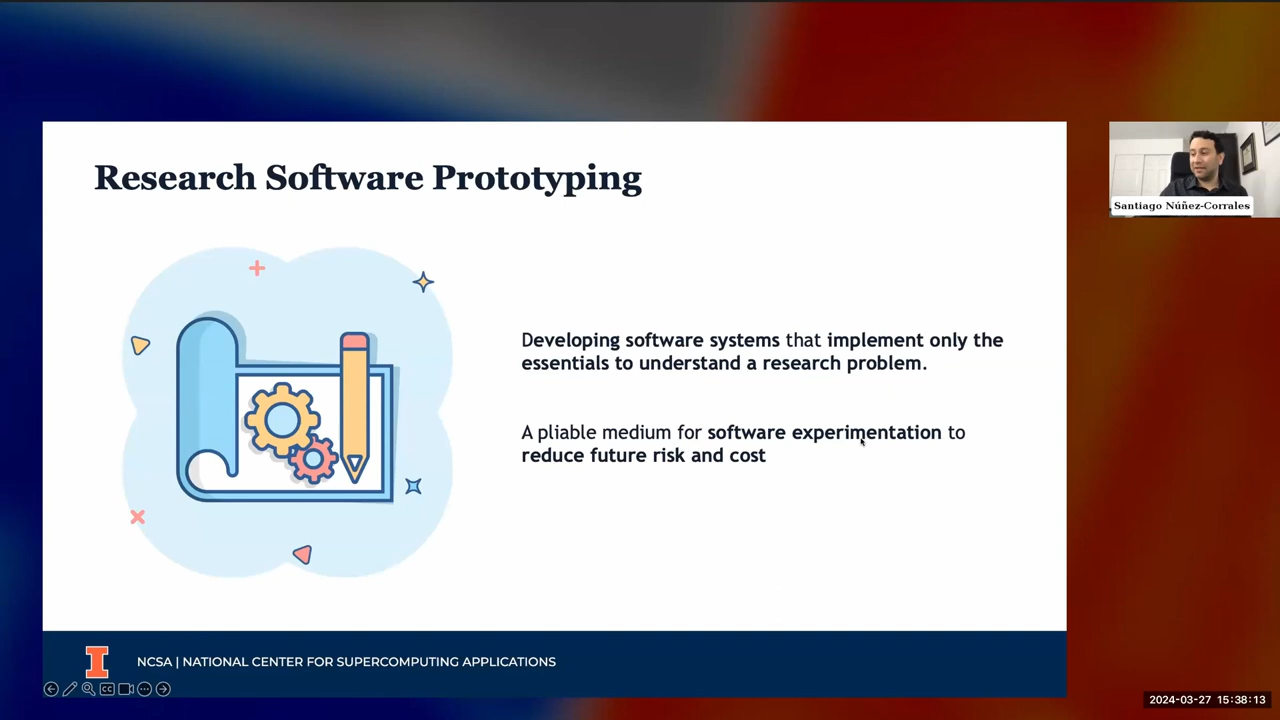 Research Software Prototyping
Santiago Núñez-Corrales
Developing software systems that implement only the
essentials to understand a research problem.
A pliable medium for software experimentation to
reduce future risk and cost
I
NCSA | NATIONAL CENTER FOR SUPERCOMPUTING APPLICATIONS
CC
2024-03-27 15:38:13